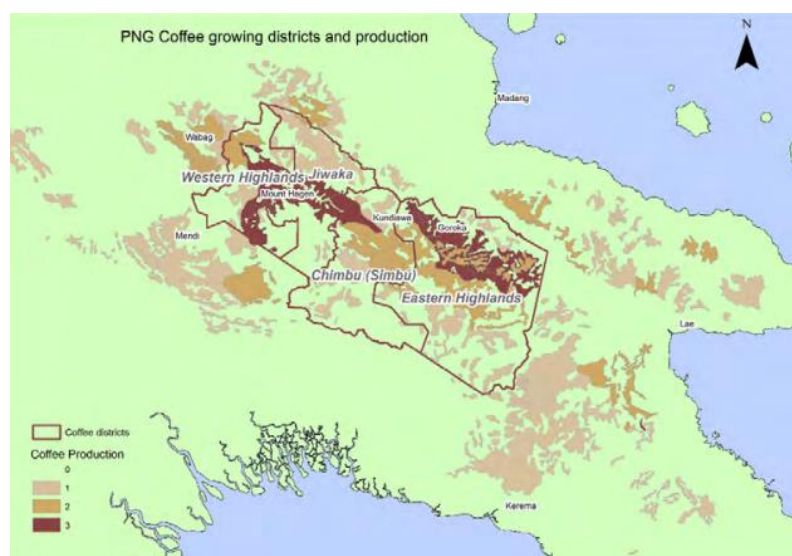 PNG Coffee growing districts and production
N
Madang
Wabag
Western Highlands
Jiwaka
Mount Hagen
Kundiawa
Goroka
Mendi
Chimbu (Simbu)
Eastern Highlands
Lae
Coffee districts
Coffee Production
0
1
2
3
Kerema